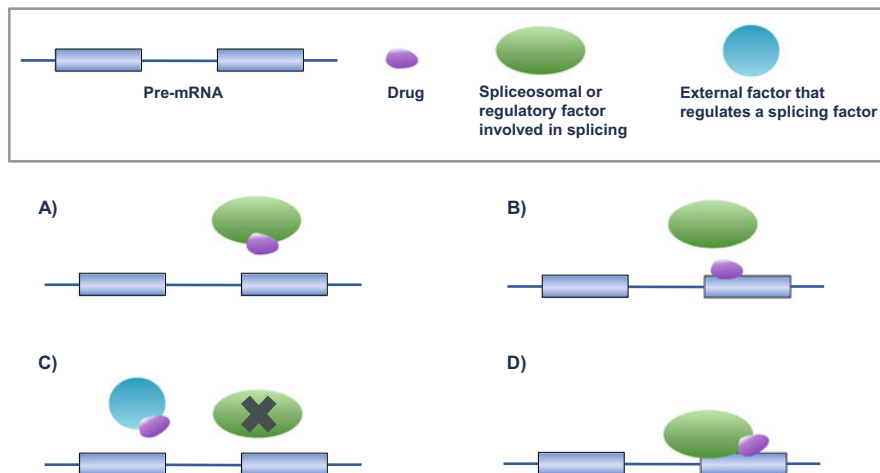 Pre-mRNA
Drug
Spliceosomal or
regulatory factor
involved in splicing
External factor that
regulates a splicing factor
A)
B)
C)
D)